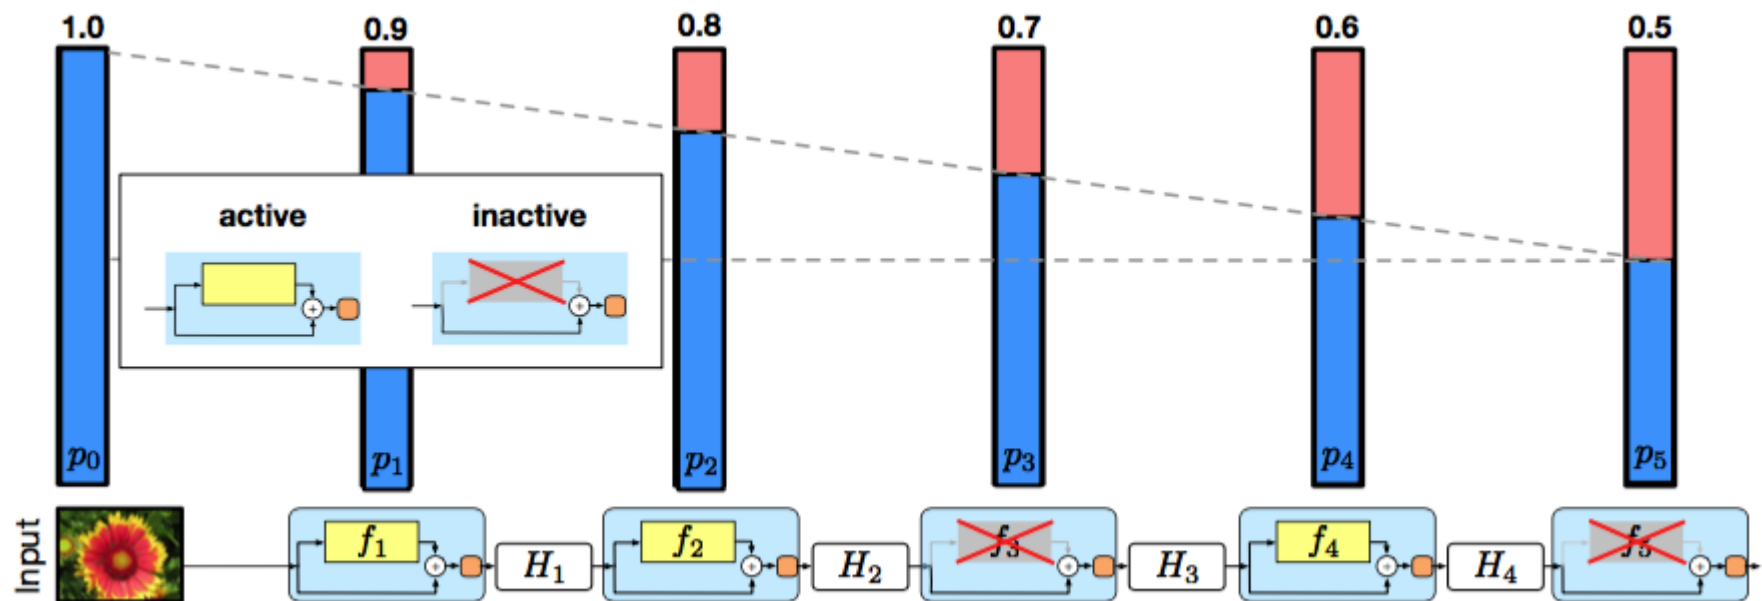 1.0 0.9 0.8 0.7 0.6 0.5
active inactive
p₀ p₁ p₂ p₃ p₄ p₅
Input
f₁ + H₁ f₂ + H₂ f₃ + H₃ f₄ + H₄ f₅ +